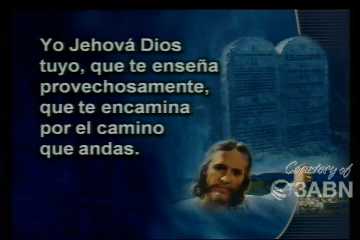 Yo Jehová Dios
tuyo, que te enseña
provechosamente,
que te encamina
por el camino
que andas.
Courtesy of
3ABN